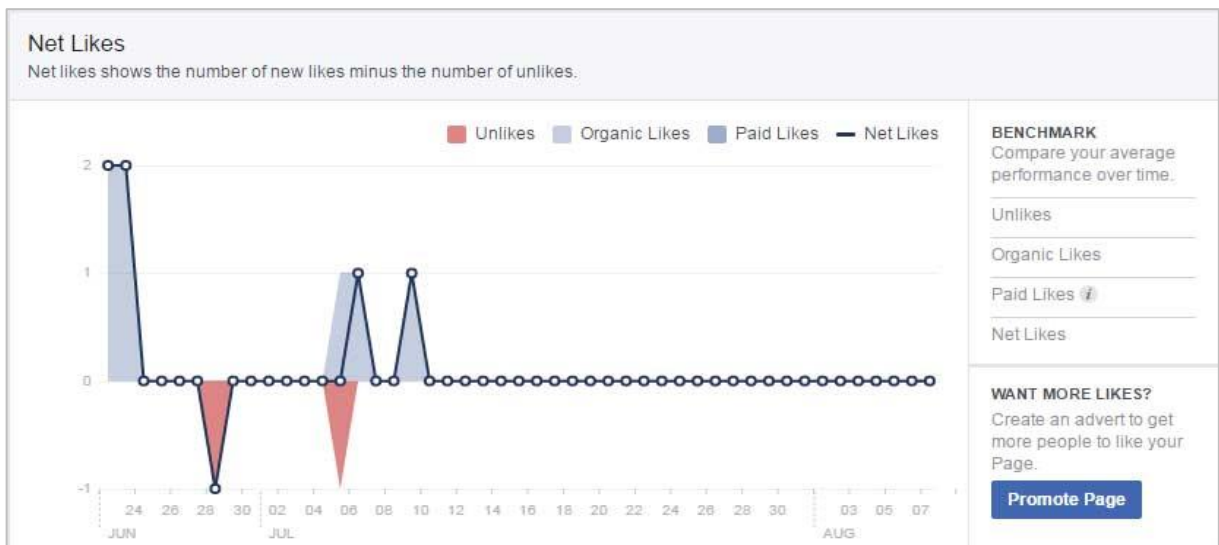 Net Likes
Net likes shows the number of new likes minus the number of unlikes.
Unlikes Organic Likes Paid Likes Net Likes
2
1
0
-1
24 26 28 30 02 04 06 08 10 12 14 16 18 20 22 24 26 28 30 03 05 07
JUN JUL AUG
BENCHMARK
Compare your average
performance over time.
Unlikes
Organic Likes
Paid Likes i
Net Likes
WANT MORE LIKES?
Create an advert to get
more people to like your
Page.
Promote Page